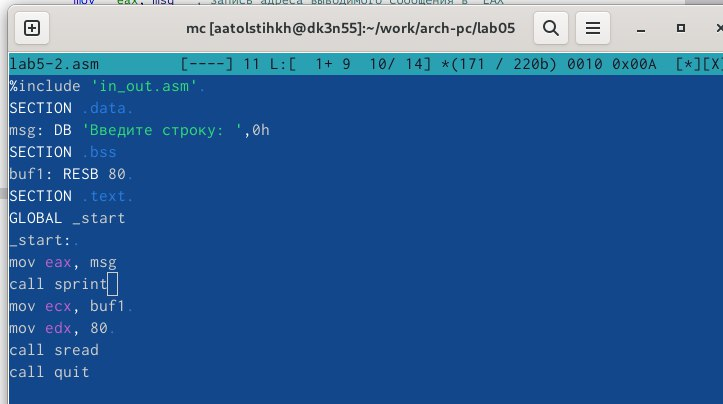 mov eax, msg ; запись адреса выводимого сообщения в `EAX`
mc [aatolstihkh@dk3n55]:~/work/arch-pc/lab05
lab5-2.asm [----] 11 L:[ 1+ 9 10/ 14] *(171 / 220b) 0010 0x00A [*][X]
%include 'in_out.asm'.
SECTION .data.
msg: DB 'Введите строку: ',0h
SECTION .bss
buf1: RESB 80.
SECTION .text.
GLOBAL _start
_start:.
mov eax, msg
call sprint
mov ecx, buf1.
mov edx, 80.
call sread
call quit